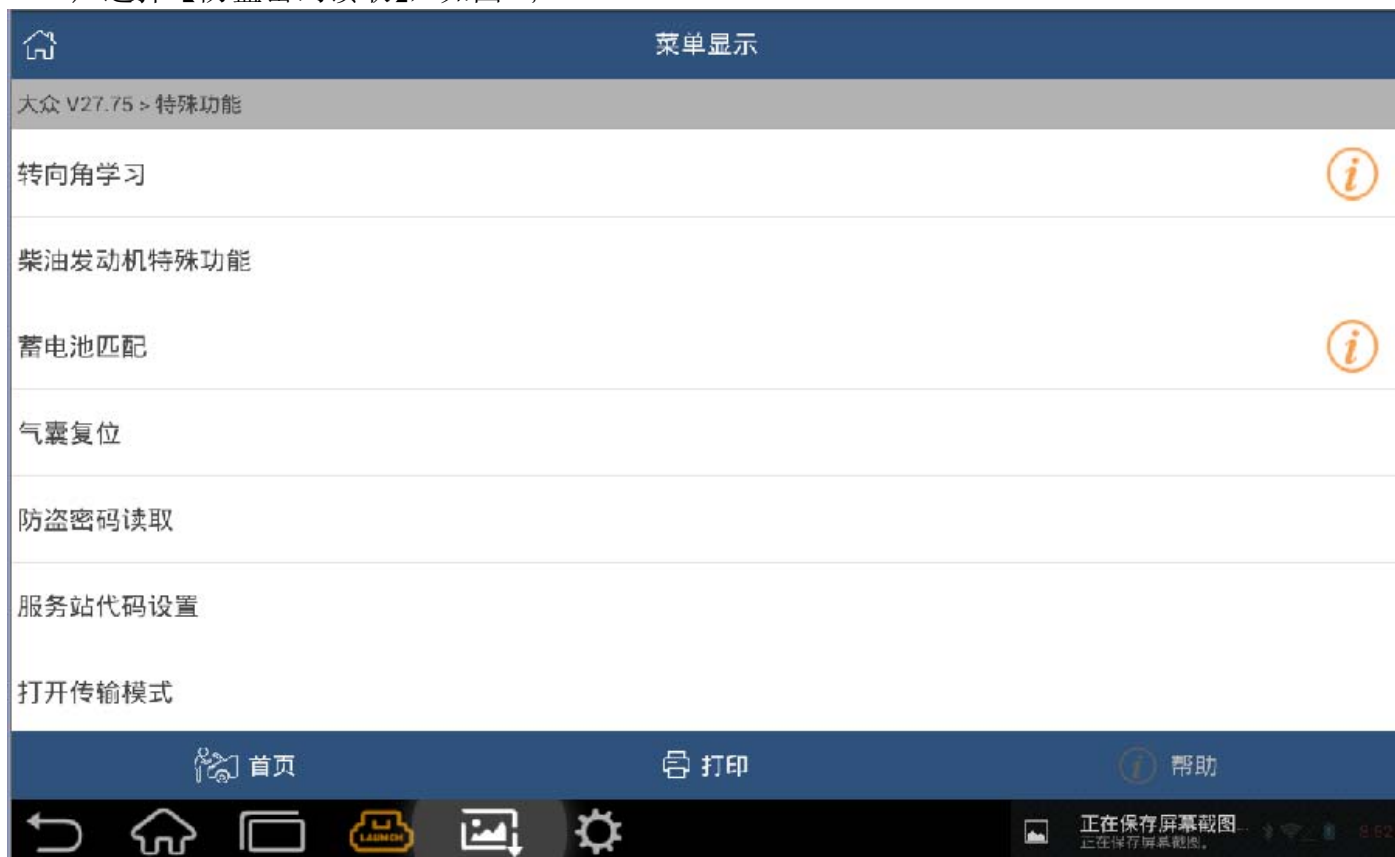 菜单显示
大众 V27.75 > 特殊功能
转向角学习
柴油发动机特殊功能
蓄电池匹配
气囊复位
防盗密码读取
服务站代码设置
打开传输模式
首页 打印 帮助
LAUNCH
正在保存屏幕截图...
正在保存屏幕截图。